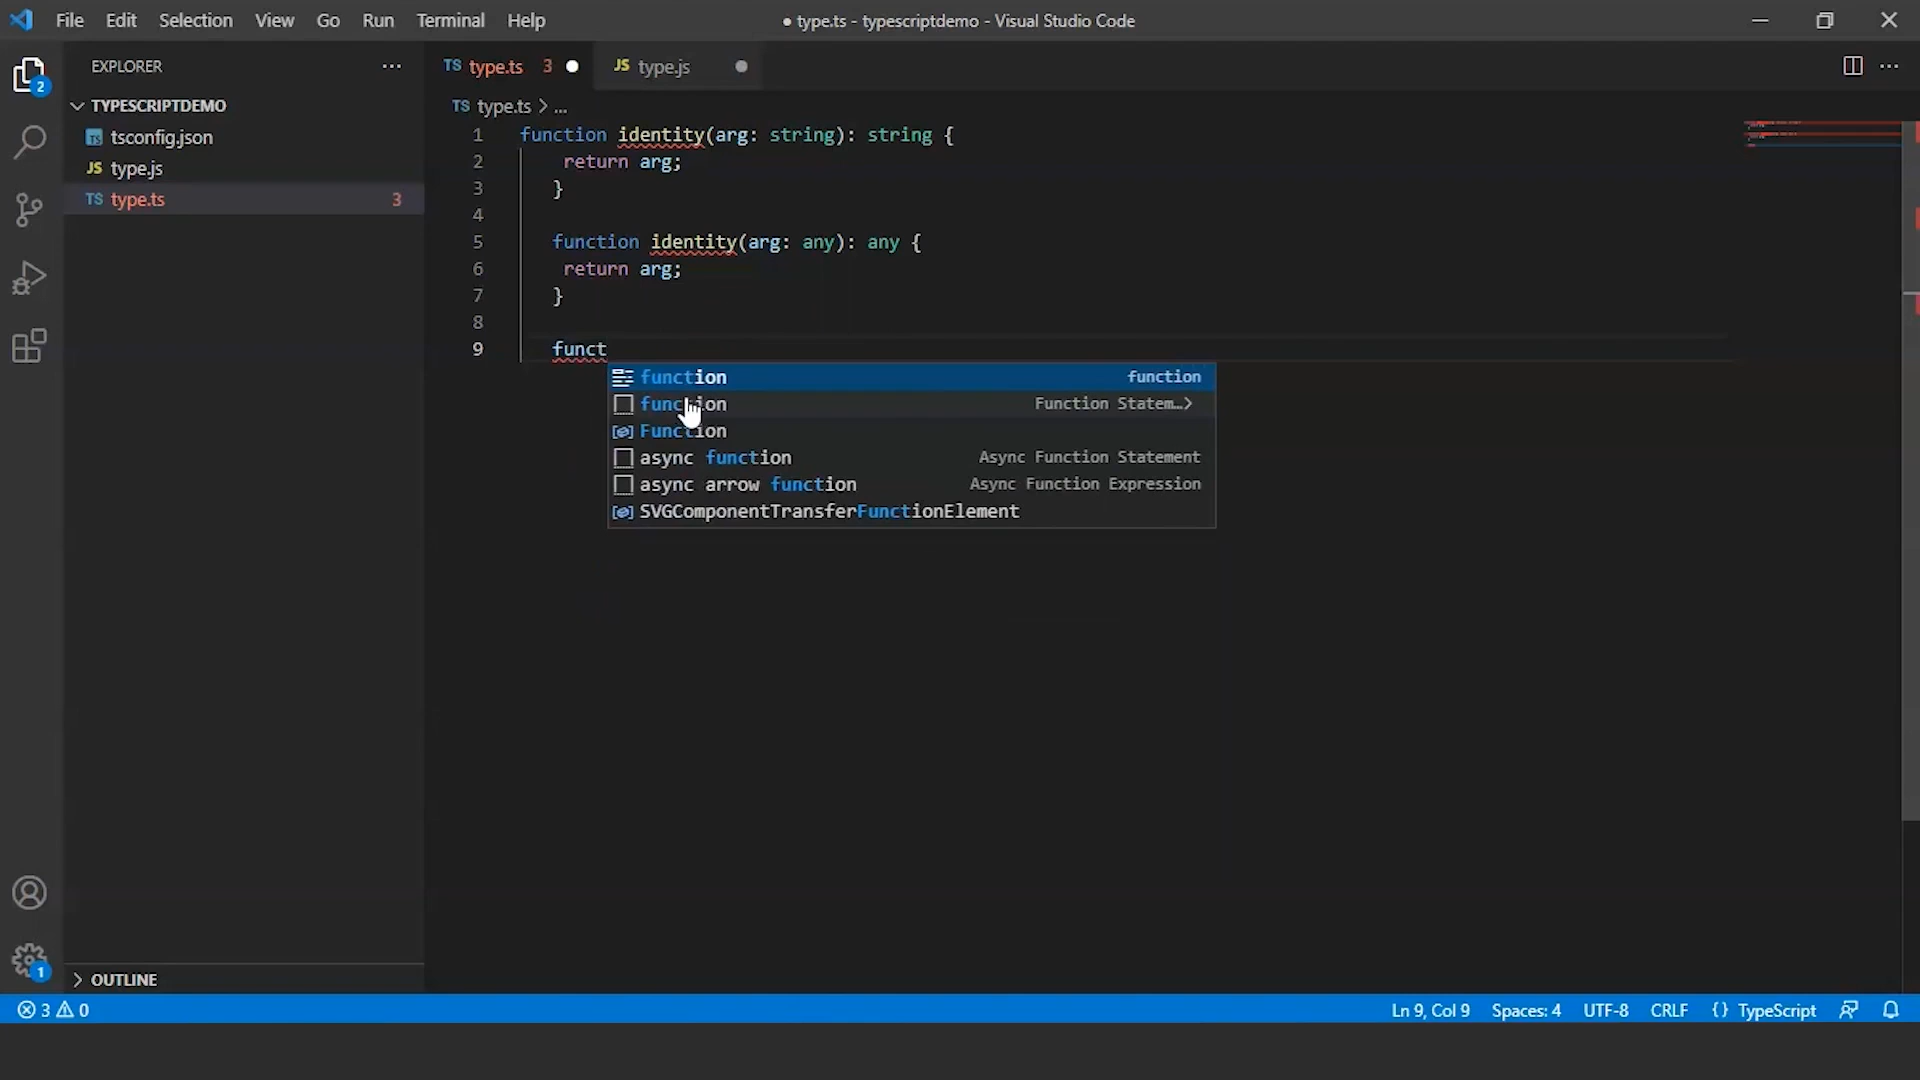 File Edit Selection View Go Run Terminal Help
● type.ts - typescriptdemo - Visual Studio Code
EXPLORER
TYPESCRIPTDEMO
tsconfig.json
JS type.js
TS type.ts 3
OUTLINE
2
1
TS type.ts 3
JS type.js
TS type.ts > ...
1 function identity(arg: string): string {
2 return arg;
3 }
4
5 function identity(arg: any): any {
6 return arg;
7 }
8
9 funct
function function
function Function Statem…>
Function
async function Async Function Statement
async arrow function Async Function Expression
SVGComponentTransferFunctionElement
3 0
Ln 9, Col 9 Spaces: 4 UTF-8 CRLF {} TypeScript